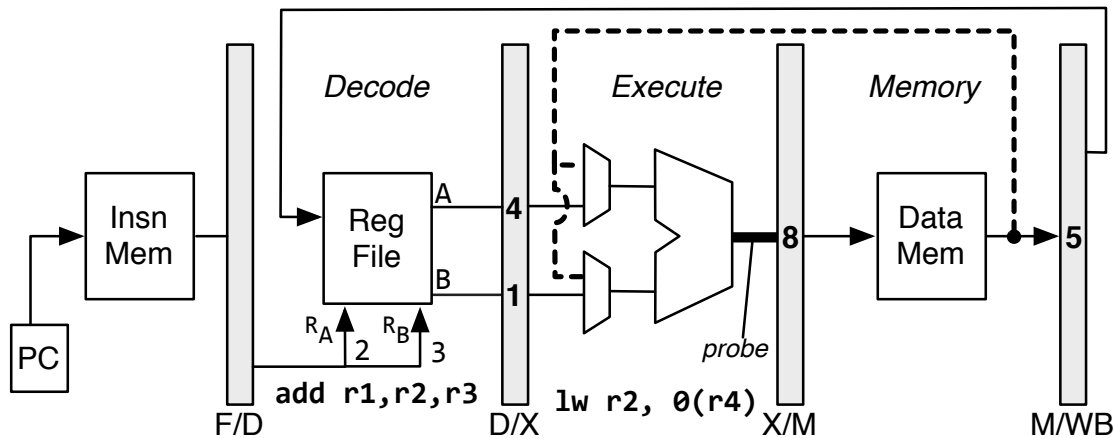 Decode
Execute
Memory
Insn
Mem
Reg
File
A
B
4
1
8
Data
Mem
5
PC
RA
2
RB
3
probe
add r1,r2,r3
lw r2, 0(r4)
F/D
D/X
X/M
M/WB